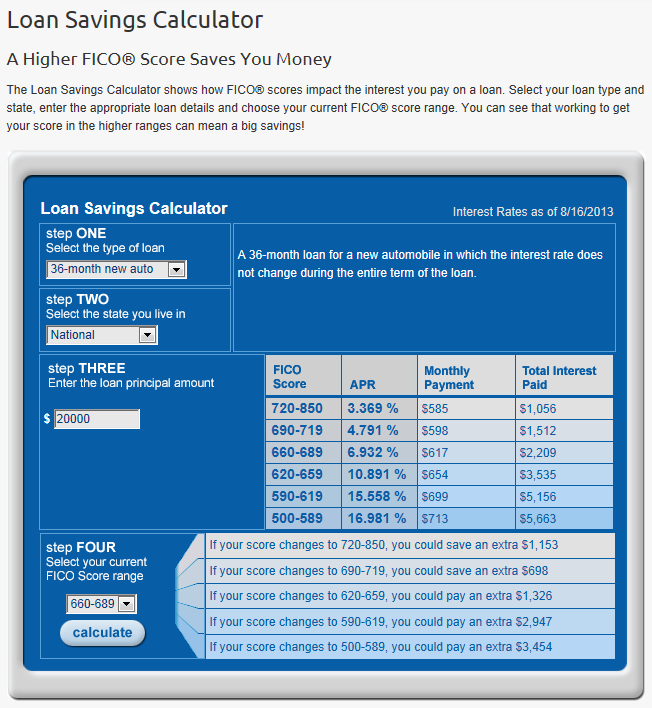 Loan Savings Calculator
A Higher FICO® Score Saves You Money
The Loan Savings Calculator shows how FICO® scores impact the interest you pay on a loan. Select your loan type and
state, enter the appropriate loan details and choose your current FICO® score range. You can see that working to get
your score in the higher ranges can mean a big savings!
Loan Savings Calculator
Interest Rates as of 8/16/2013
step ONE
Select the type of loan
36-month new auto
A 36-month loan for a new automobile in which the interest rate does
not change during the entire term of the loan.
step TWO
Select the state you live in
National
step THREE
Enter the loan principal amount
$ 20000
FICO Score APR Monthly Payment Total Interest Paid
720-850 3.369 % $585 $1,056
690-719 4.791 % $598 $1,512
660-689 6.932 % $617 $2,209
620-659 10.891 % $654 $3,535
590-619 15.558 % $699 $5,156
500-589 16.981 % $713 $5,663
step FOUR
Select your current
FICO Score range
660-689
calculate
If your score changes to 720-850, you could save an extra $1,153
If your score changes to 690-719, you could save an extra $698
If your score changes to 620-659, you could pay an extra $1,326
If your score changes to 590-619, you could pay an extra $2,947
If your score changes to 500-589, you could pay an extra $3,454